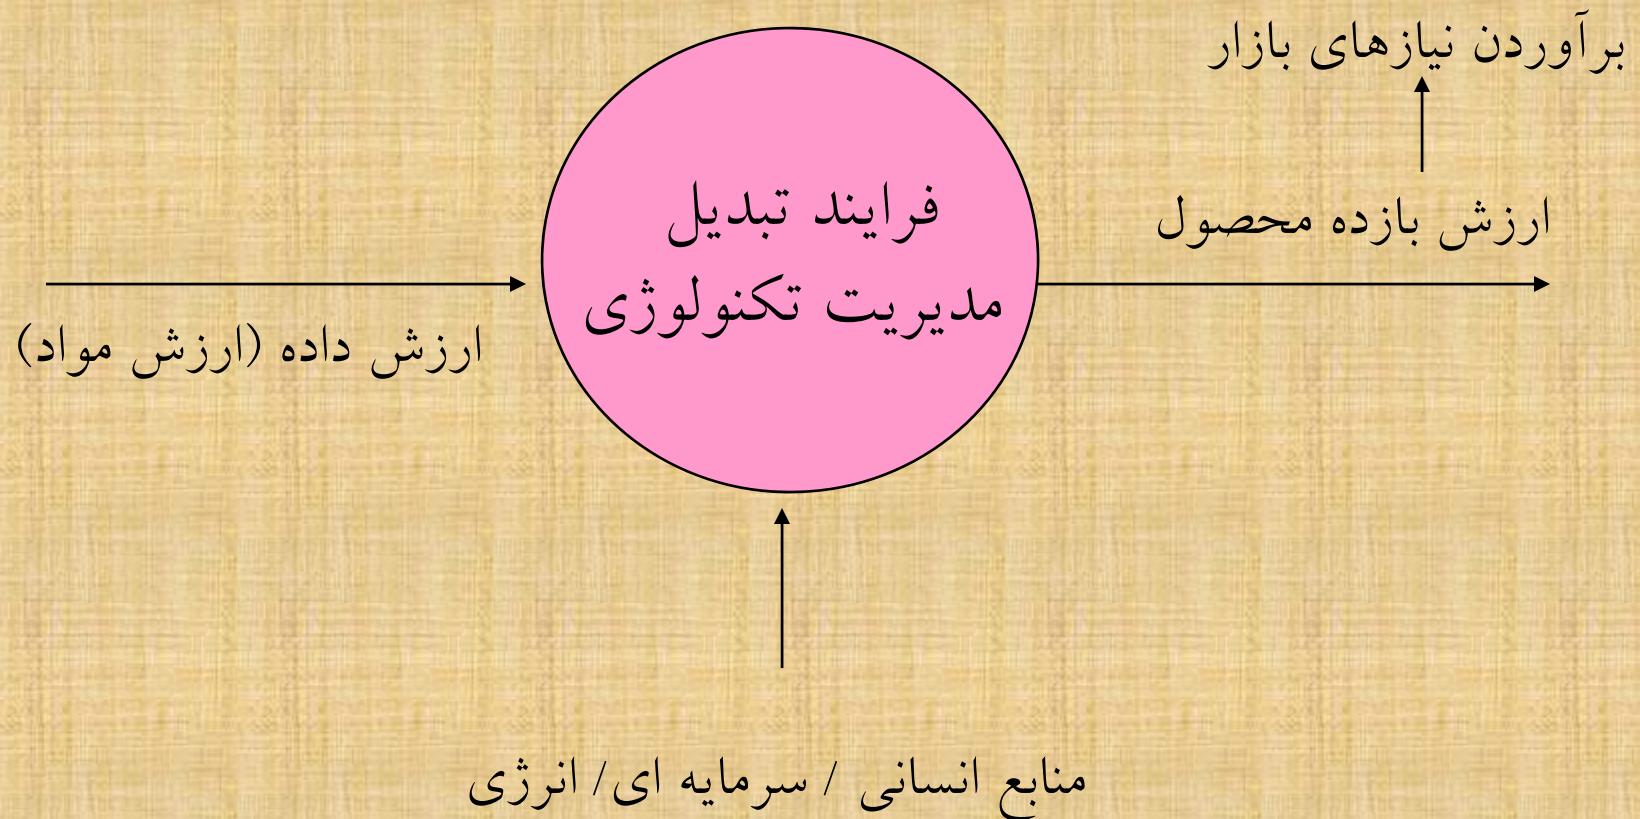 برآوردن نیازهای بازار
ارزش بازده محصول
فرایند تبدیل
مدیریت تکنولوژی
ارزش داده (ارزش مواد)
منابع انسانی / سرمایه ای/ انرژی